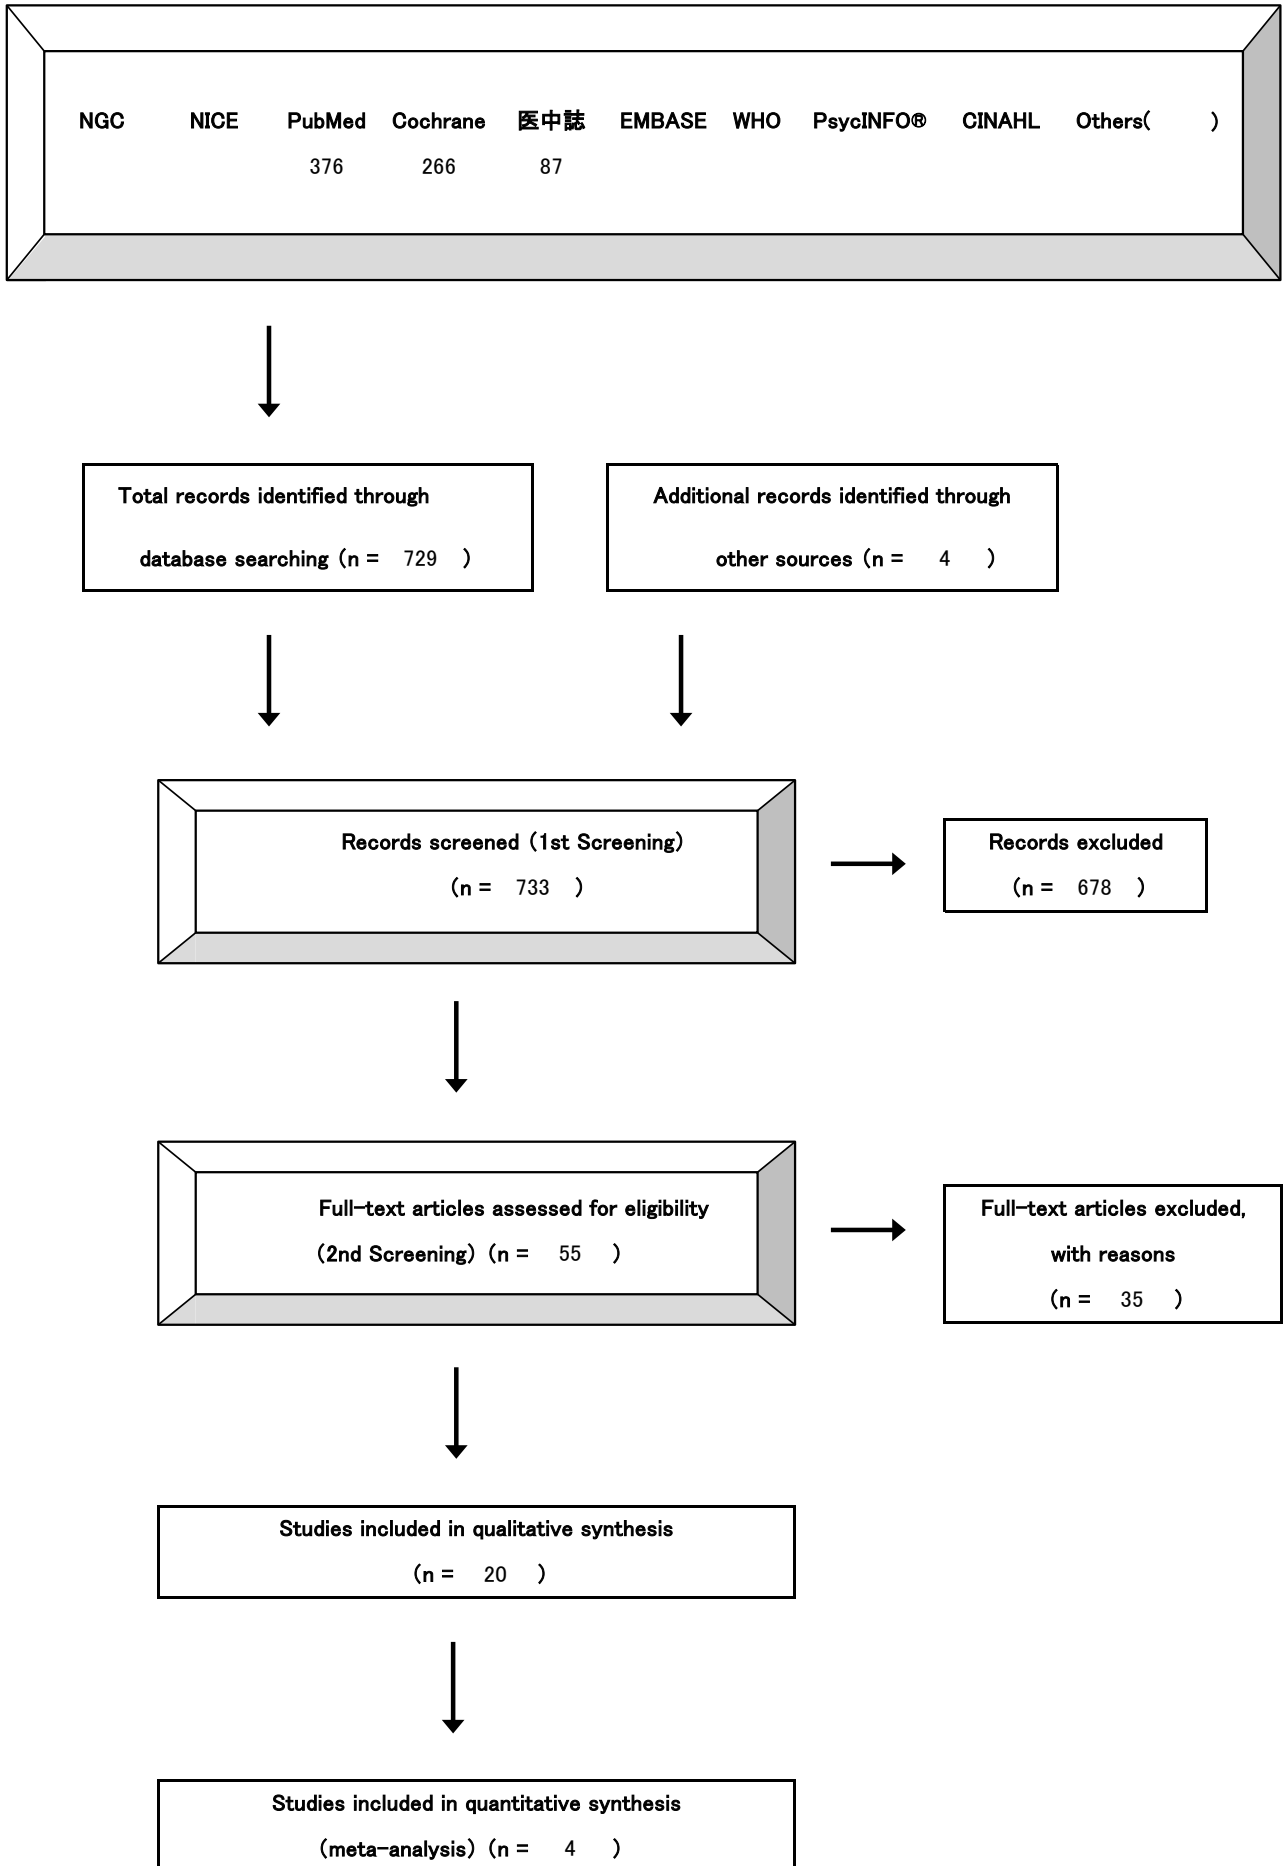 NGC NICE PubMed Cochrane 医中誌 EMBASE WHO PsycINFO® CINAHL Others( )
376 266 87
Total records identified through
database searching (n = 729 )
Additional records identified through
other sources (n = 4 )
Records screened (1st Screening)
(n = 733 )
Records excluded
(n = 678 )
Full-text articles assessed for eligibility
(2nd Screening) (n = 55 )
Full-text articles excluded,
with reasons
(n = 35 )
Studies included in qualitative synthesis
(n = 20 )
Studies included in quantitative synthesis
(meta-analysis) (n = 4 )